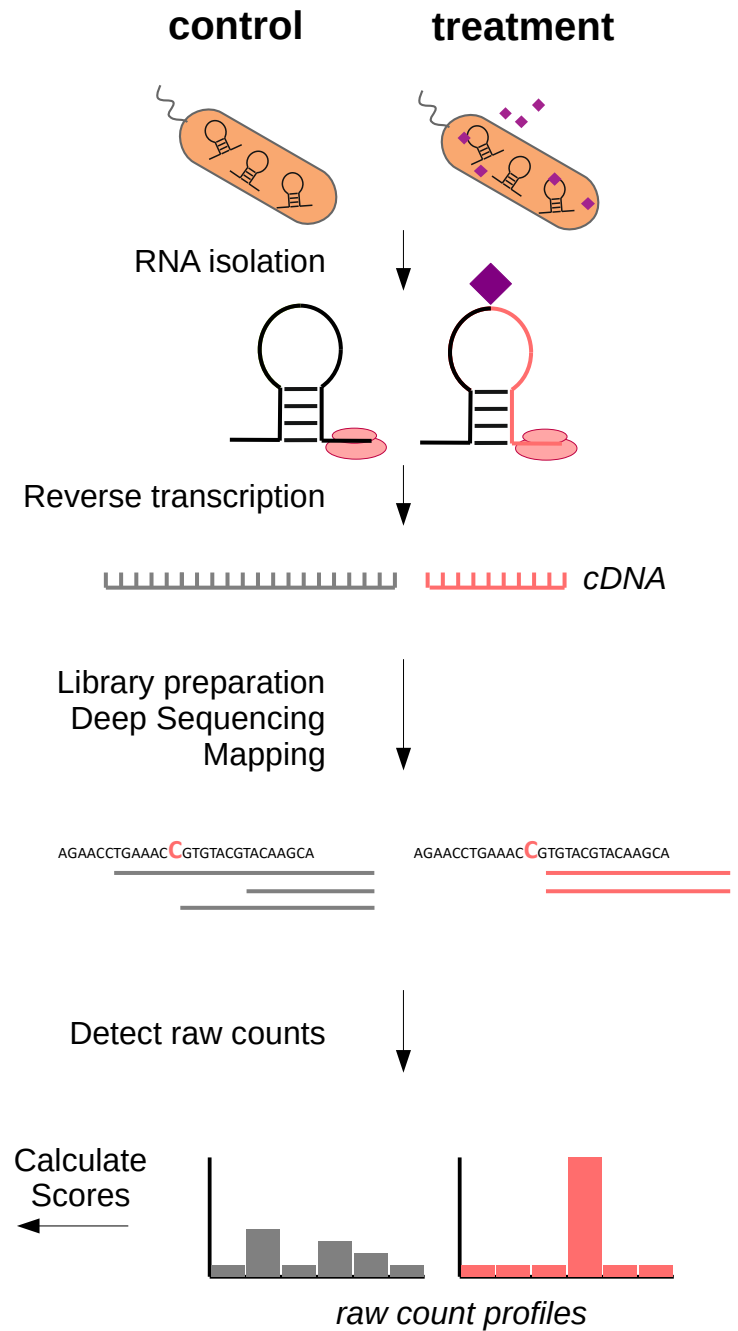 control
treatment
RNA isolation
Reverse transcription
cDNA
Library preparation
Deep Sequencing
Mapping
AGAACCTGAAACCGTGTACGTACAAGCA
AGAACCTGAAACCGTGTACGTACAAGCA
Detect raw counts
Calculate
Scores
raw count profiles